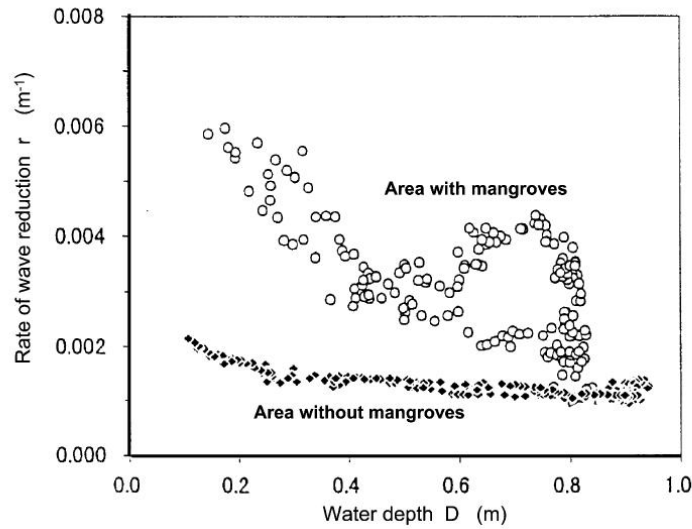 0.008
0.006
0.004
0.002
0.000
Rate of wave reduction r (m⁻¹)
Area with mangroves
Area without mangroves
0.0 0.2 0.4 0.6 0.8 1.0
Water depth D (m)